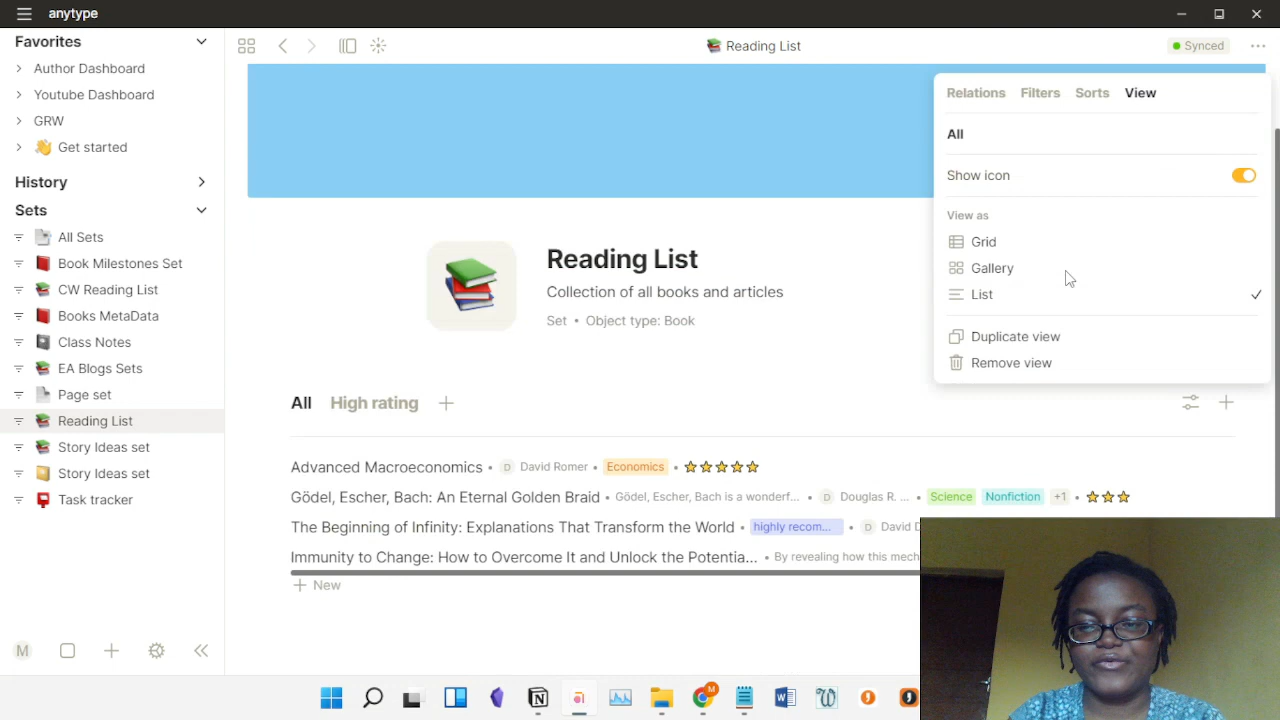 anytype
Favorites
Author Dashboard
Youtube Dashboard
GRW
Get started
History
Sets
All Sets
Book Milestones Set
CW Reading List
Books MetaData
Class Notes
EA Blogs Sets
Page set
Reading List
Story Ideas set
Story Ideas set
Task tracker
M
Reading List
Synced
Relations Filters Sorts View
All
Show icon
View as
Grid
Gallery
List
Duplicate view
Remove view
Reading List
Collection of all books and articles
Set • Object type: Book
All High rating
Advanced Macroeconomics • D David Romer • Economics •
Gödel, Escher, Bach: An Eternal Golden Braid • Gödel, Escher, Bach is a wonderf... • D Douglas R. ... • Science Nonfiction +1 •
The Beginning of Infinity: Explanations That Transform the World • highly recom... • D David D
Immunity to Change: How to Overcome It and Unlock the Potentia... • By revealing how this mech
New